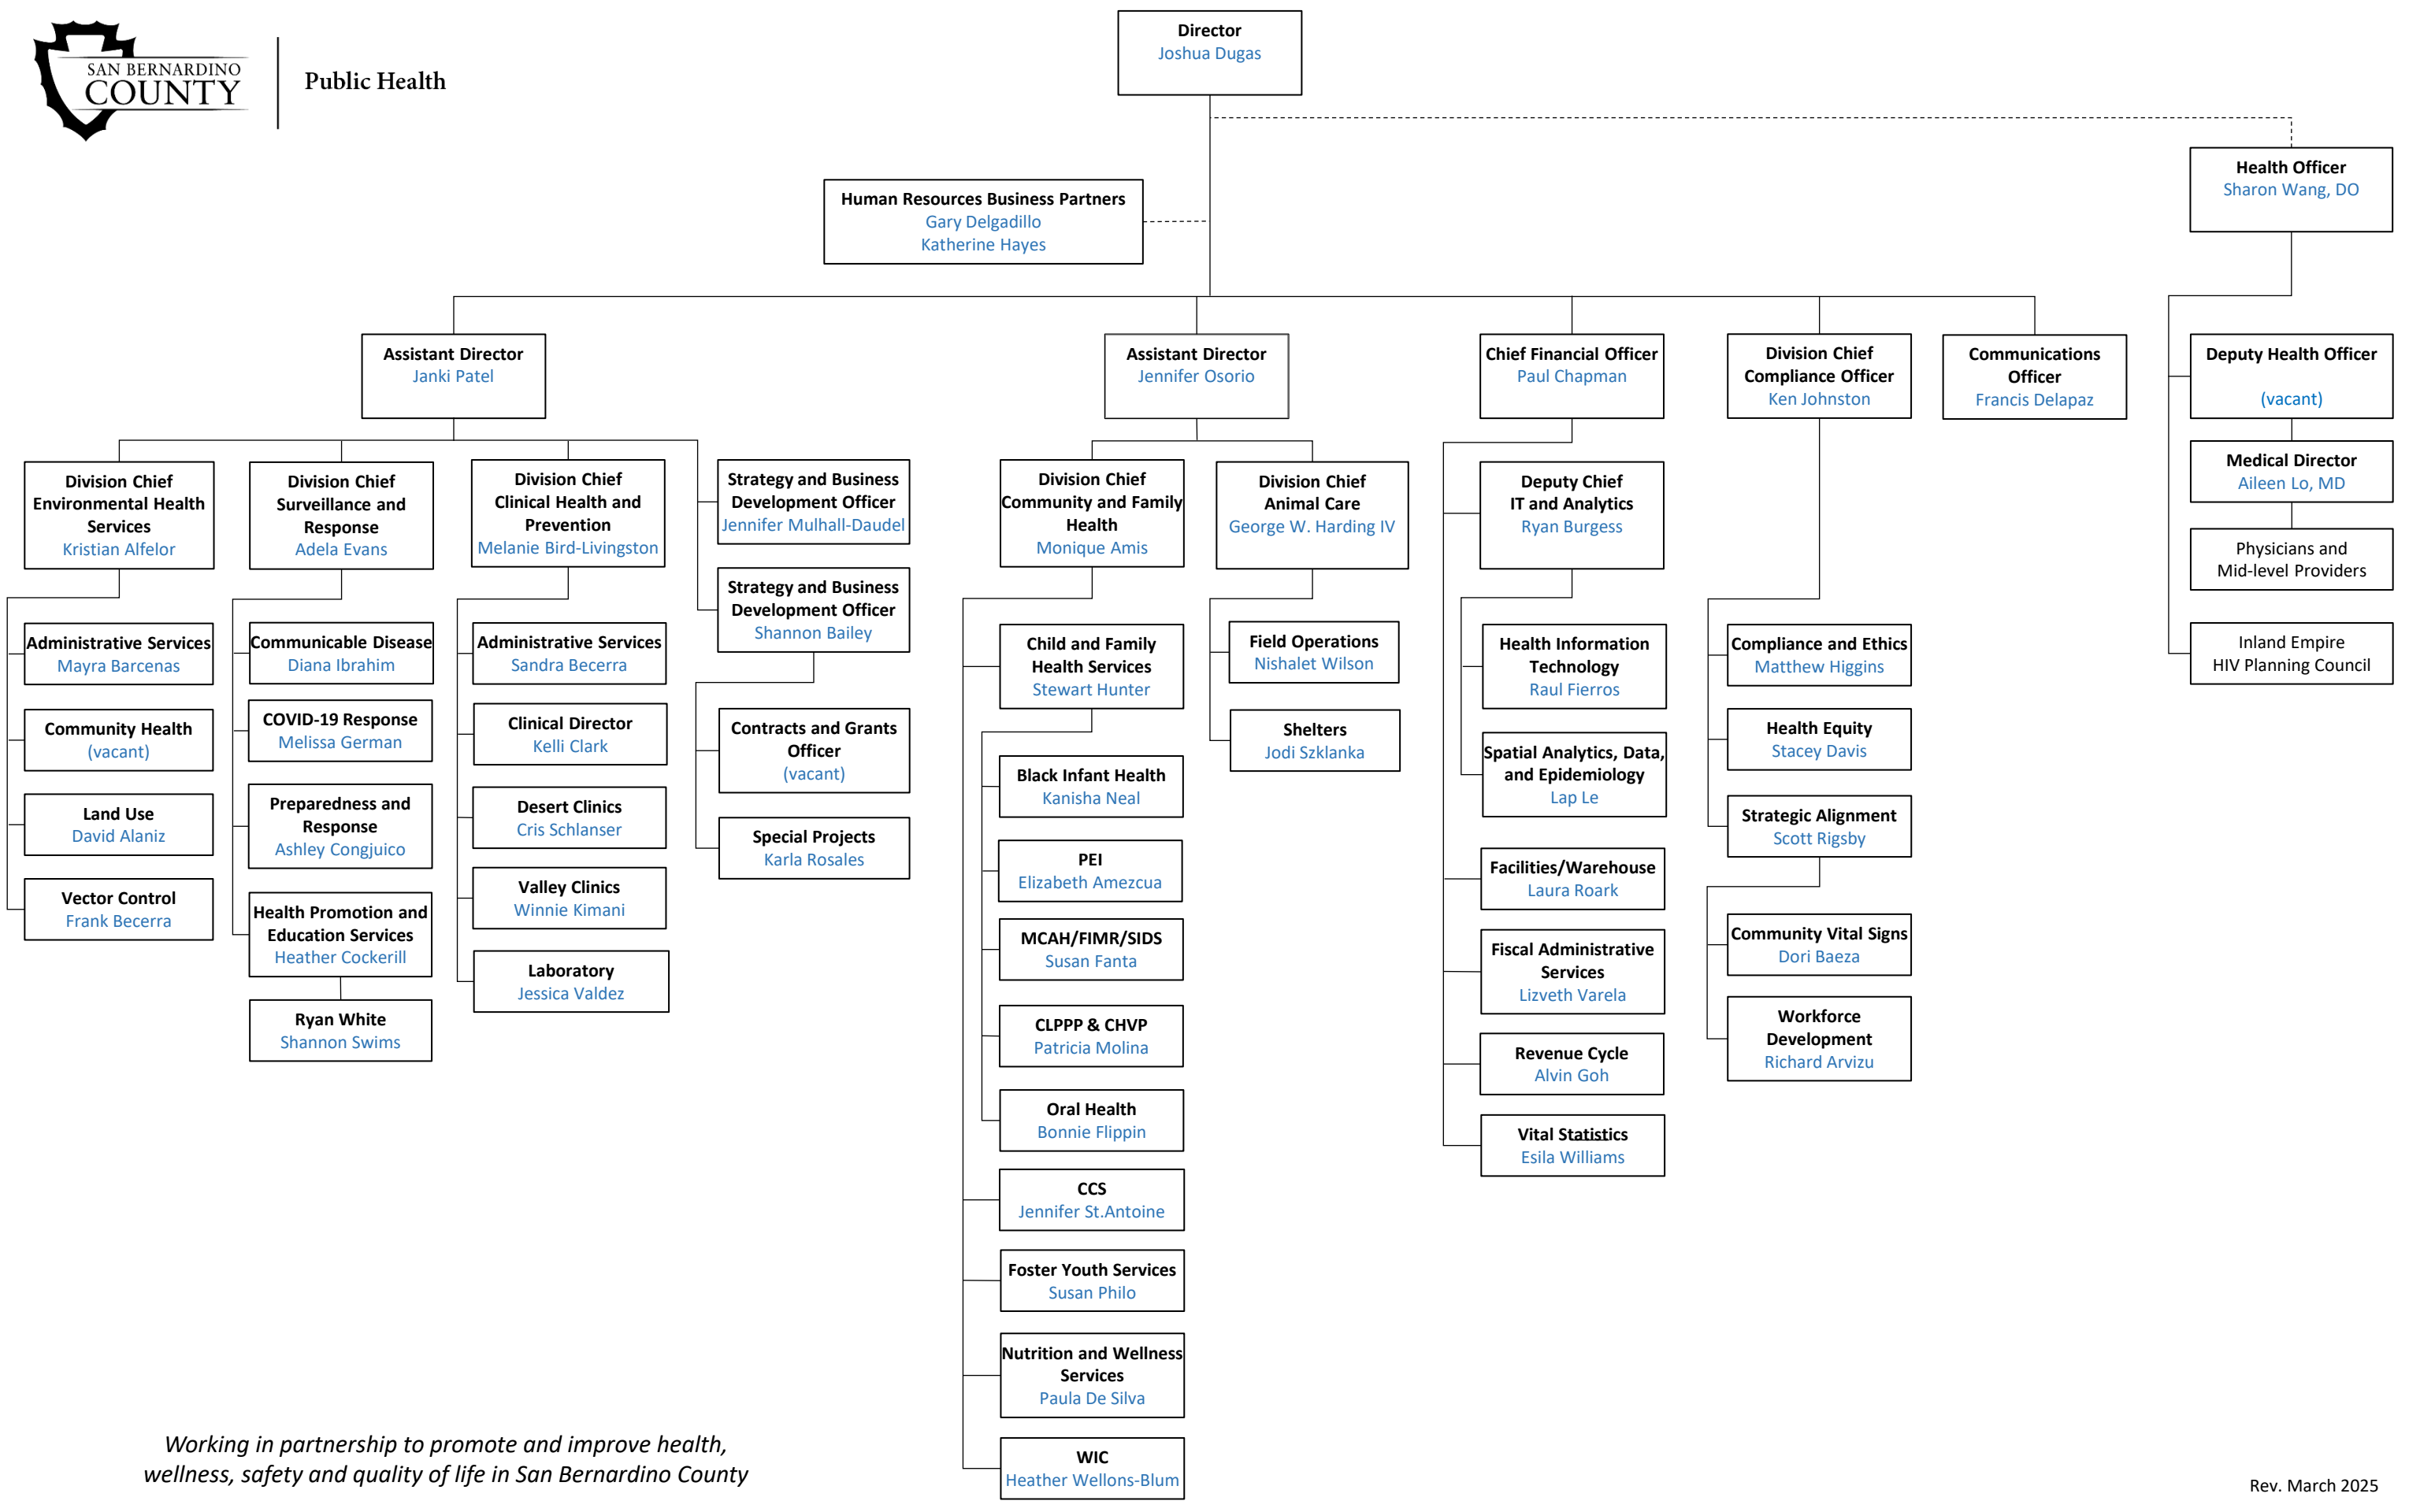 SAN BERNARDINO
COUNTY
Public Health
Director
Joshua Dugas
Health Officer
Sharon Wang, DO
Human Resources Business Partners
Gary Delgadillo
Katherine Hayes
Assistant Director
Janki Patel
Assistant Director
Jennifer Osorio
Chief Financial Officer
Paul Chapman
Division Chief
Compliance Officer
Ken Johnston
Communications
Officer
Francis Delapaz
Deputy Health Officer
(vacant)
Medical Director
Aileen Lo, MD
Physicians and
Mid-level Providers
Inland Empire
HIV Planning Council
Division Chief
Environmental Health
Services
Kristian Alfelor
Administrative Services
Mayra Barcenas
Community Health
(vacant)
Land Use
David Alaniz
Vector Control
Frank Becerra
Division Chief
Surveillance and
Response
Adela Evans
Communicable Disease
Diana Ibrahim
COVID-19 Response
Melissa German
Preparedness and
Response
Ashley Congjuico
Health Promotion and
Education Services
Heather Cockerill
Ryan White
Shannon Swims
Division Chief
Clinical Health and
Prevention
Melanie Bird-Livingston
Administrative Services
Sandra Becerra
Clinical Director
Kelli Clark
Desert Clinics
Cris Schlanser
Valley Clinics
Winnie Kimani
Laboratory
Jessica Valdez
Strategy and Business
Development Officer
Jennifer Mulhall-Daudel
Strategy and Business
Development Officer
Shannon Bailey
Contracts and Grants
Officer
(vacant)
Special Projects
Karla Rosales
Division Chief
Community and Family
Health
Monique Amis
Child and Family
Health Services
Stewart Hunter
Black Infant Health
Kanisha Neal
PEI
Elizabeth Amezcua
MCAH/FIMR/SIDS
Susan Fanta
CLPPP & CHVP
Patricia Molina
Oral Health
Bonnie Flippin
CCS
Jennifer St.Antoine
Foster Youth Services
Susan Philo
Nutrition and Wellness
Services
Paula De Silva
WIC
Heather Wellons-Blum
Division Chief
Animal Care
George W. Harding IV
Field Operations
Nishalet Wilson
Shelters
Jodi Szklanka
Deputy Chief
IT and Analytics
Ryan Burgess
Health Information
Technology
Raul Fierros
Spatial Analytics, Data,
and Epidemiology
Lap Le
Facilities/Warehouse
Laura Roark
Fiscal Administrative
Services
Lizveth Varela
Revenue Cycle
Alvin Goh
Vital Statistics
Esila Williams
Compliance and Ethics
Matthew Higgins
Health Equity
Stacey Davis
Strategic Alignment
Scott Rigsby
Community Vital Signs
Dori Baeza
Workforce
Development
Richard Arvizu
Working in partnership to promote and improve health,
wellness, safety and quality of life in San Bernardino County
Rev. March 2025